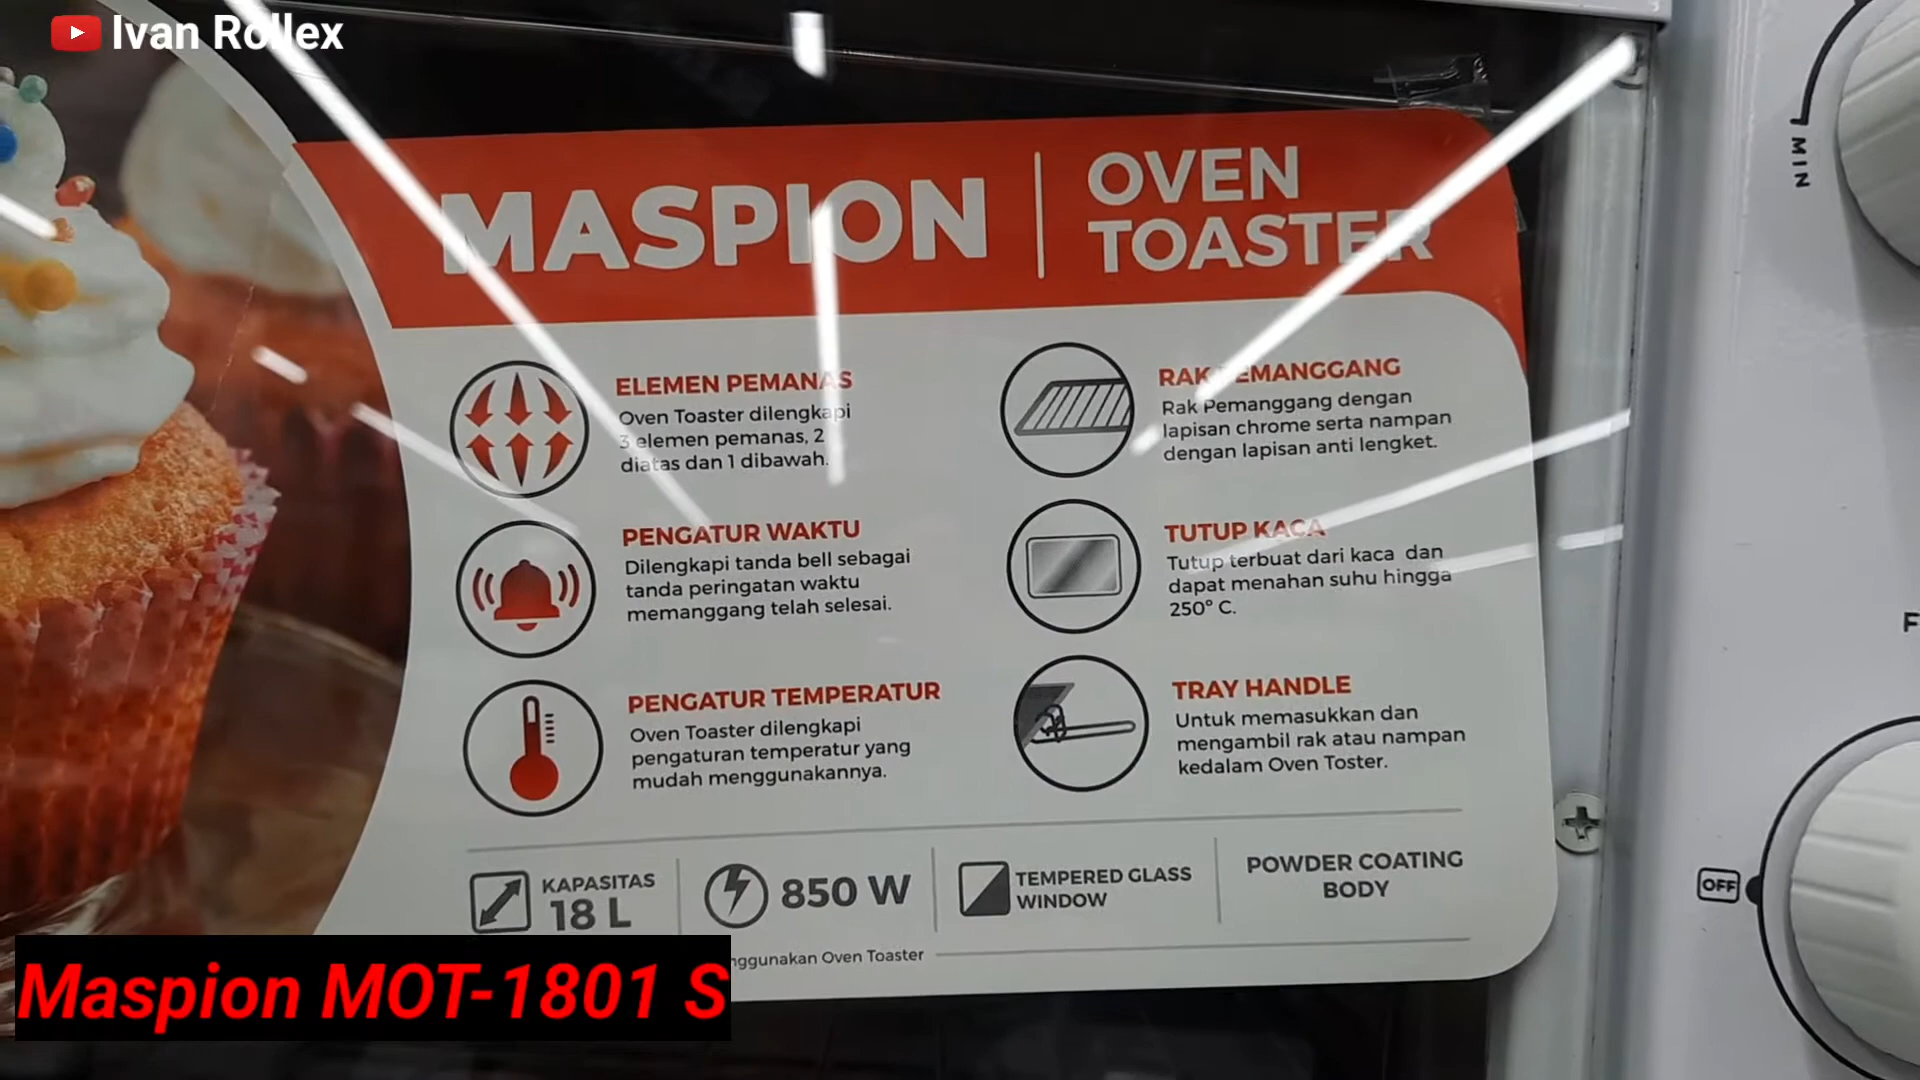 Ivan Rollex
MASPION
OVEN
TOASTER
ELEMEN PEMANAS
Oven Toaster dilengkapi
3 elemen pemanas, 2
diatas dan 1 dibawah.
PENGATUR WAKTU
Dilengkapi tanda bell sebagai
tanda peringatan waktu
memanggang telah selesai.
PENGATUR TEMPERATUR
Oven Toaster dilengkapi
pengaturan temperatur yang
mudah menggunakannya.
RAK PEMANGGANG
Rak Pemanggang dengan
lapisan chrome serta nampan
dengan lapisan anti lengket.
TUTUP KACA
Tutup terbuat dari kaca dan
dapat menahan suhu hingga
250° C.
TRAY HANDLE
Untuk memasukkan dan
mengambil rak atau nampan
kedalam Oven Toster.
KAPASITAS
18 L
850 W
TEMPERED GLASS
WINDOW
POWDER COATING
BODY
Oven Toaster
Maspion MOT-1801 S
MIN
OFF